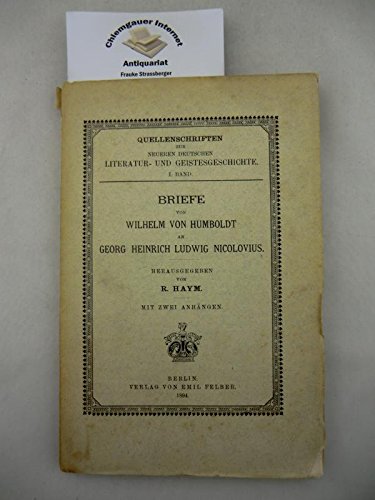 Chiemgauer Internet
Antiquariat
Frauke Strassberger
QUELLENSCHRIFTEN
ZUR
NEUEREN DEUTSCHEN
LITERATUR- UND GEISTESGESCHICHTE.
I. BAND.
BRIEFE
VON
WILHELM VON HUMBOLDT
AN
GEORG HEINRICH LUDWIG NICOLOVIUS.
HERAUSGEGEBEN
VON
R. HAYM.
MIT ZWEI ANHÄNGEN.
BERLIN.
VERLAG VON EMIL FELBER.
1894.